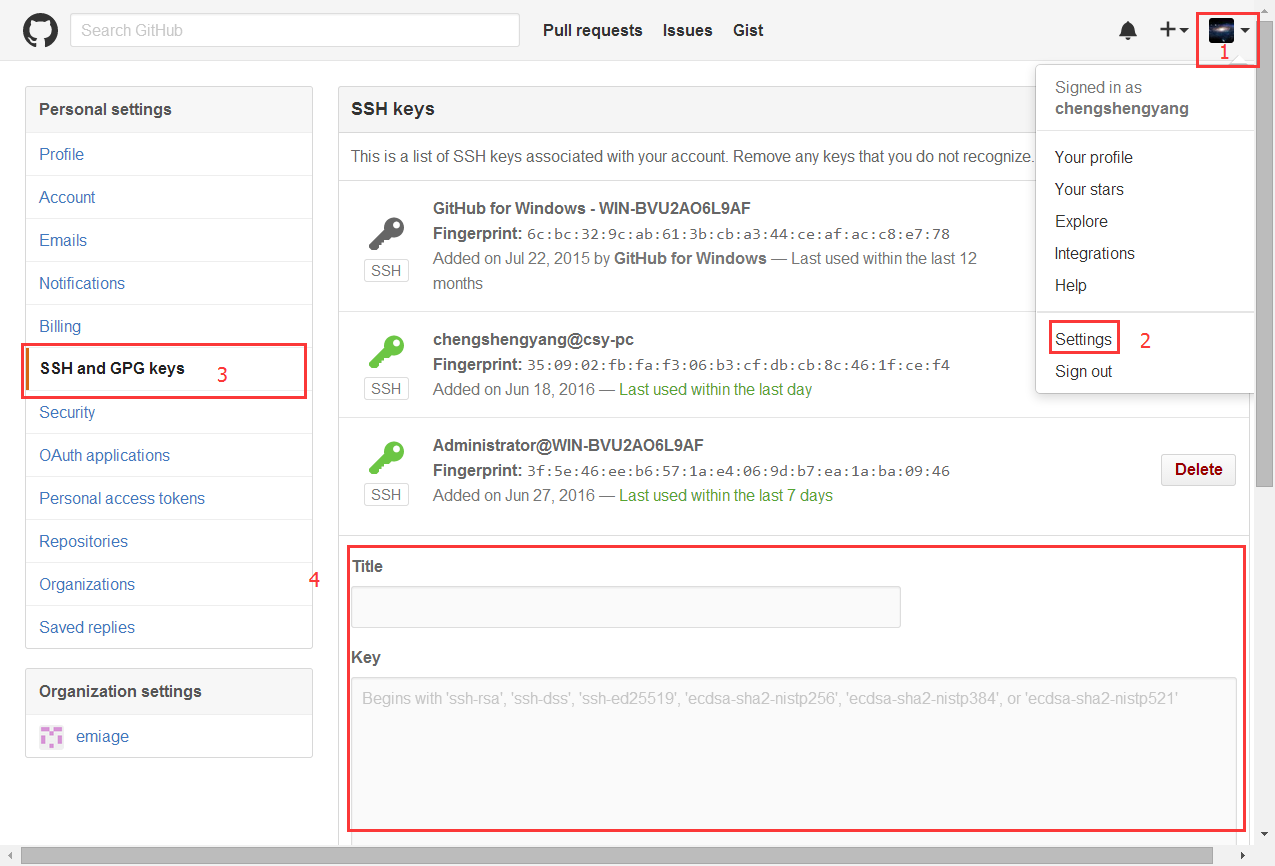 Search GitHub
Pull requests
Issues
Gist
1
Signed in as
chengshengyang
Your profile
Your stars
Explore
Integrations
Help
Settings
2
Sign out
Personal settings
Profile
Account
Emails
Notifications
Billing
SSH and GPG keys
3
Security
OAuth applications
Personal access tokens
Repositories
Organizations
Saved replies
Organization settings
emiage
SSH keys
This is a list of SSH keys associated with your account. Remove any keys that you do not recognize.
SSH
GitHub for Windows - WIN-BVU2AO6L9AF
Fingerprint: 6c:bc:32:9c:ab:61:3b:cb:a3:44:ce:af:ac:c8:e7:78
Added on Jul 22, 2015 by GitHub for Windows — Last used within the last 12
months
SSH
chengshengyang@csy-pc
Fingerprint: 35:09:02:fb:fa:f3:06:b3:cf:db:cb:8c:46:1f:ce:f4
Added on Jun 18, 2016 — Last used within the last day
SSH
Administrator@WIN-BVU2AO6L9AF
Fingerprint: 3f:5e:46:ee:b6:57:1a:e4:06:9d:b7:ea:1a:ba:09:46
Added on Jun 27, 2016 — Last used within the last 7 days
Delete
4
Title
Key
Begins with 'ssh-rsa', 'ssh-dss', 'ssh-ed25519', 'ecdsa-sha2-nistp256', 'ecdsa-sha2-nistp384', or 'ecdsa-sha2-nistp521'